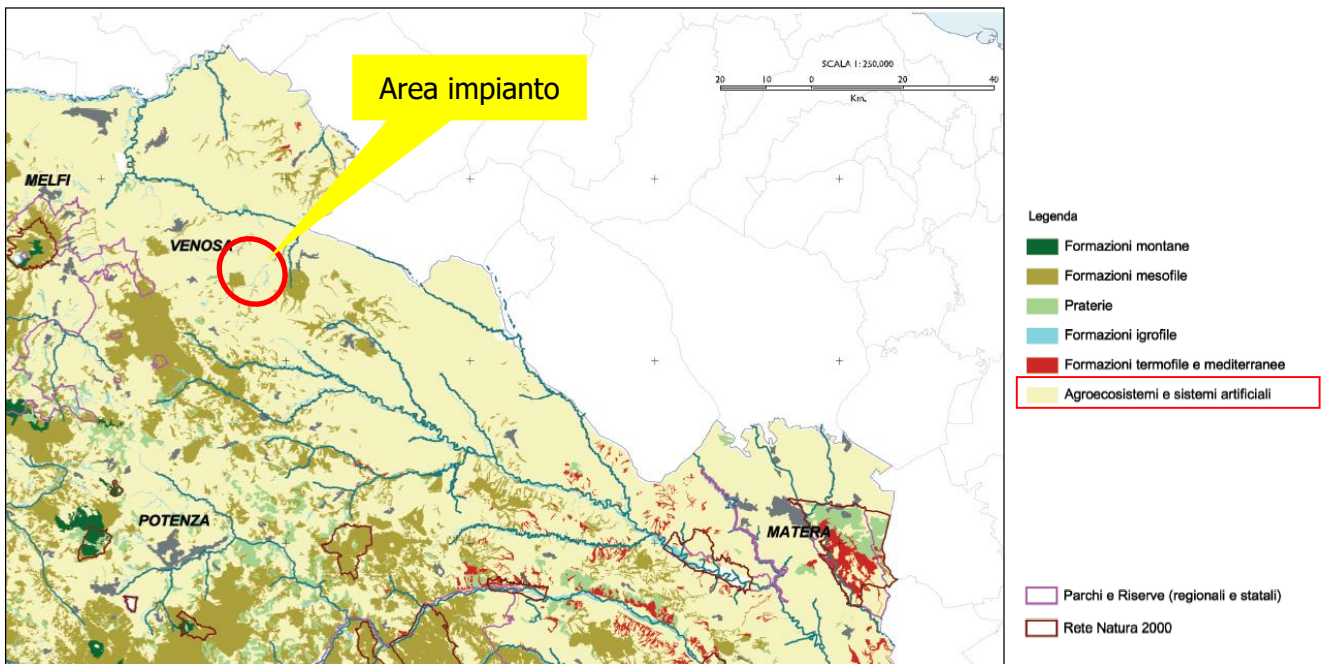 Area impianto
SCALA 1:250,000
20 10 0 20 40
Km.
MELFI
VENOSA
POTENZA
MATERA
Legenda
Formazioni montane
Formazioni mesofile
Praterie
Formazioni igrofile
Formazioni termofile e mediterranee
Agroecosistemi e sistemi artificiali
Parchi e Riserve (regionali e statali)
Rete Natura 2000